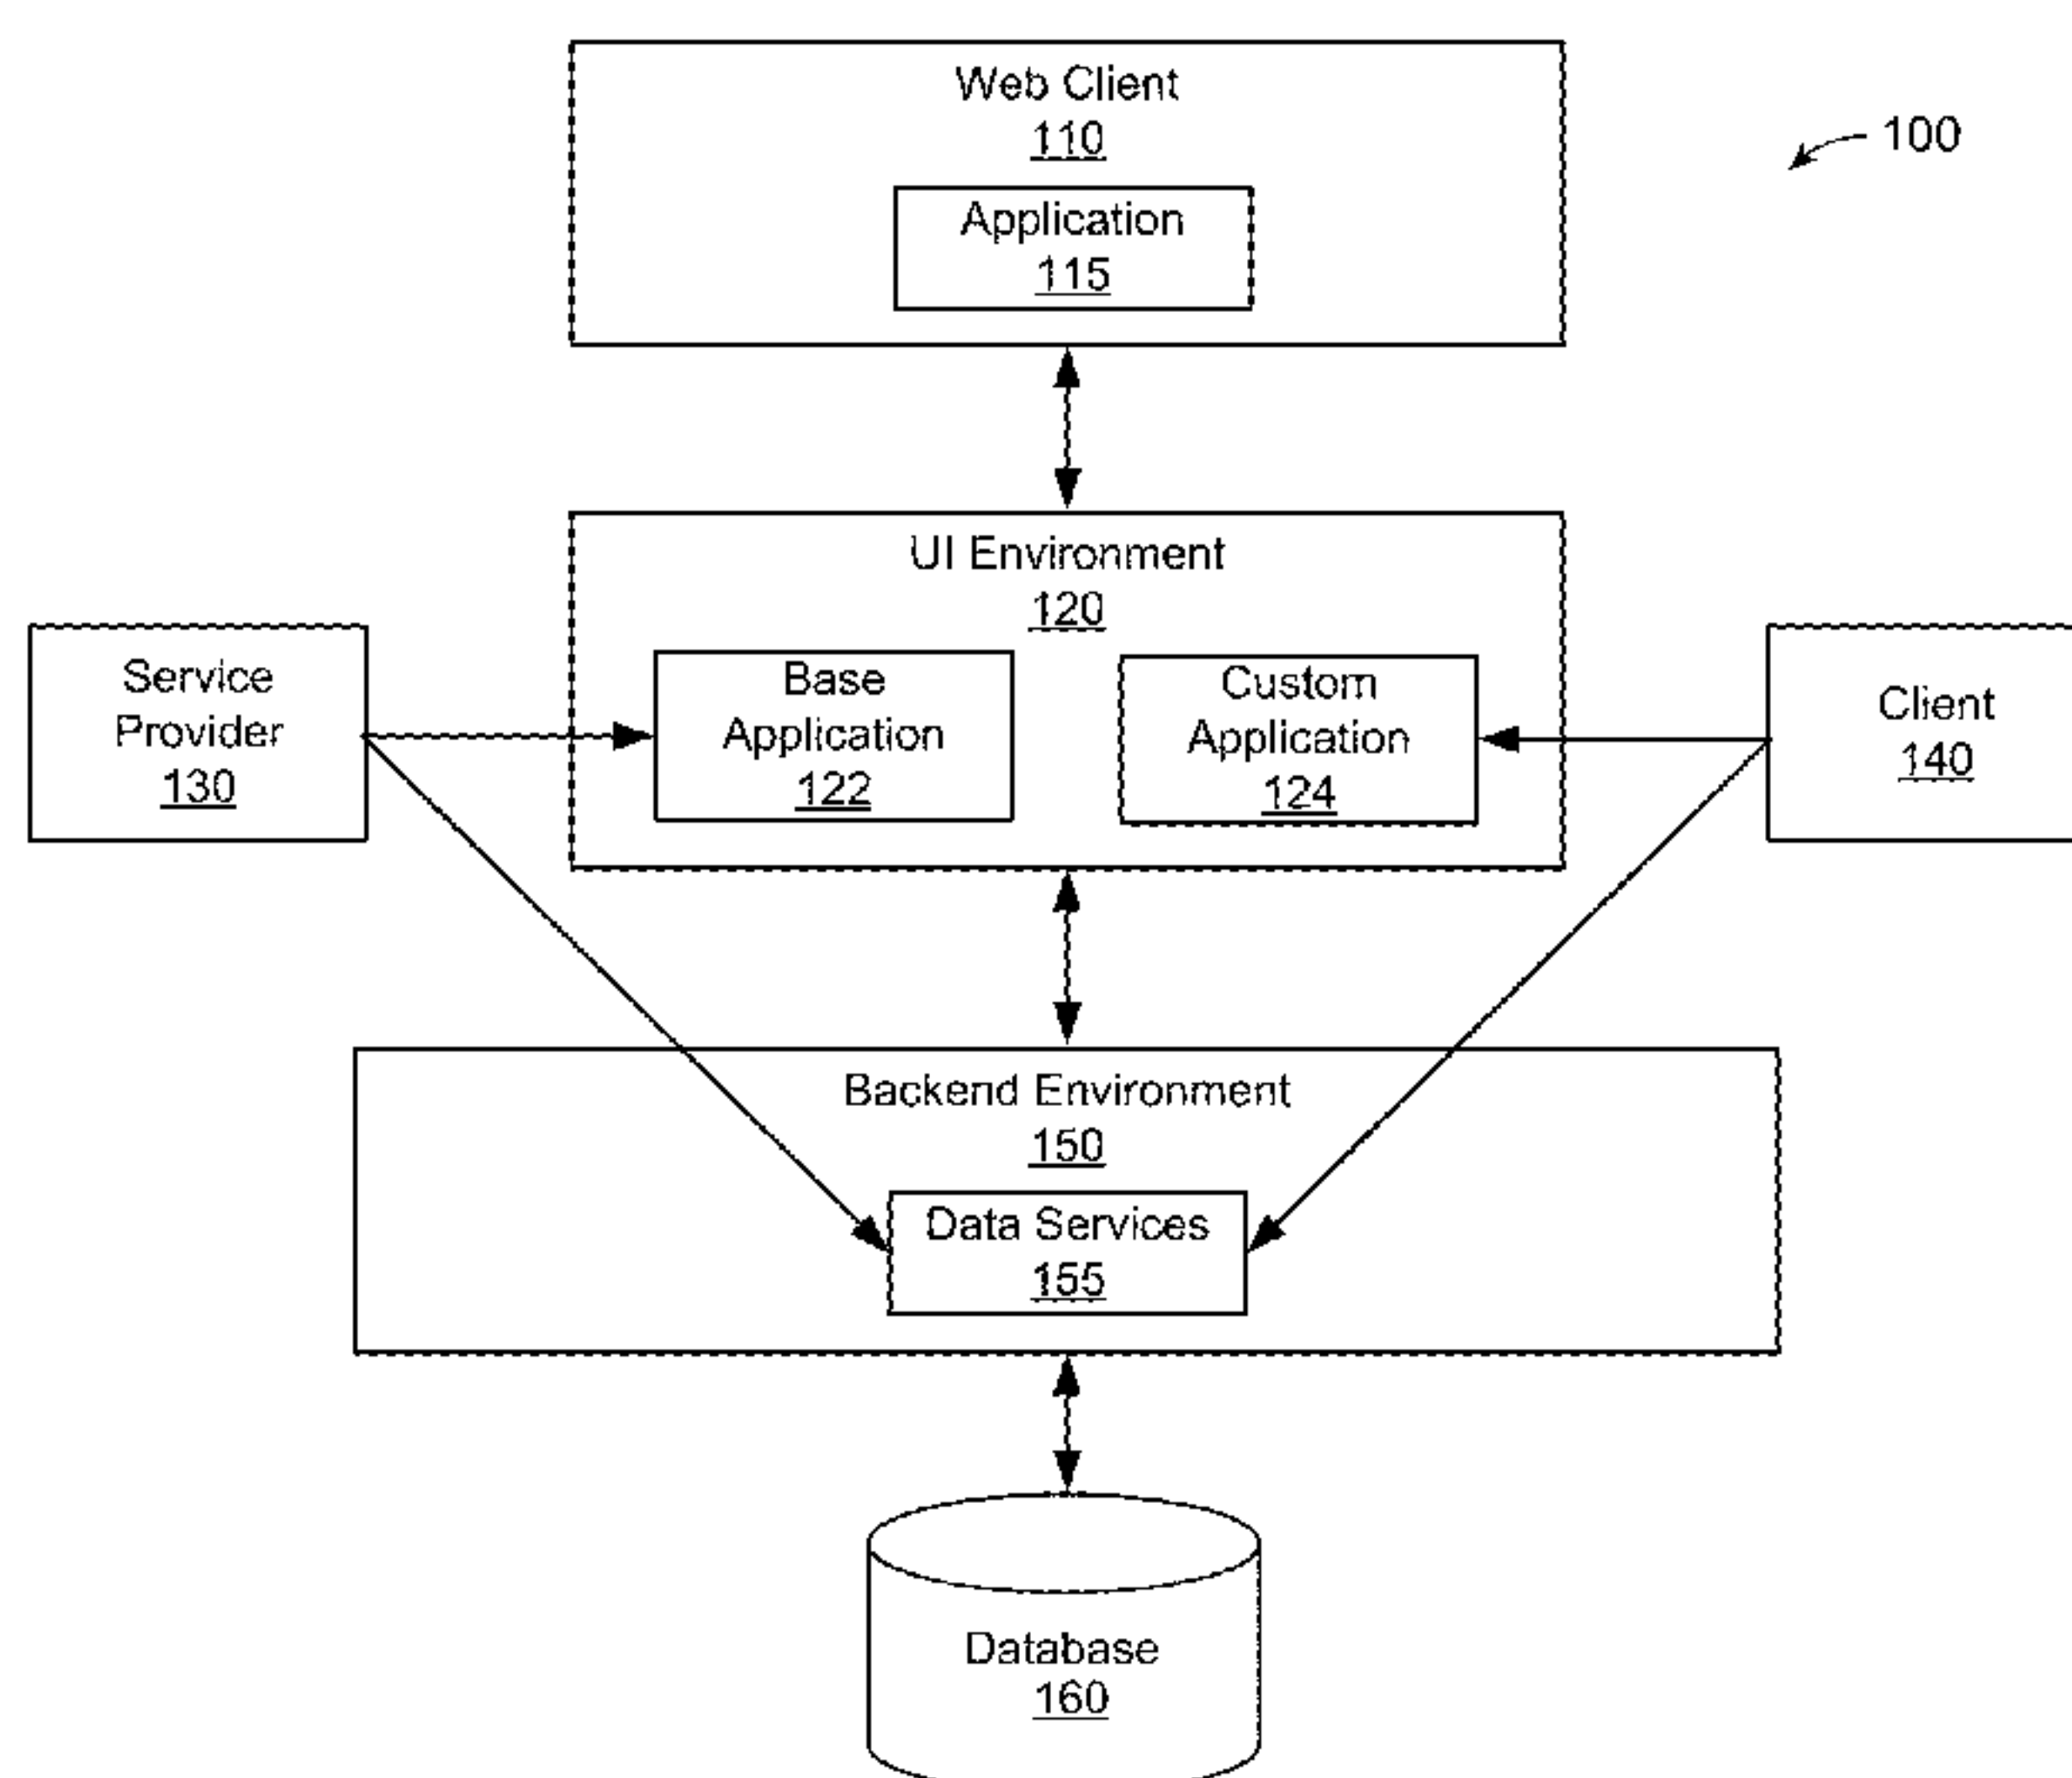 Web Client
110
100
Application
115
UI Environment
120
Service
Provider
130
Base
Application
122
Custom
Application
124
Client
140
Backend Environment
150
Data Services
155
Database
160